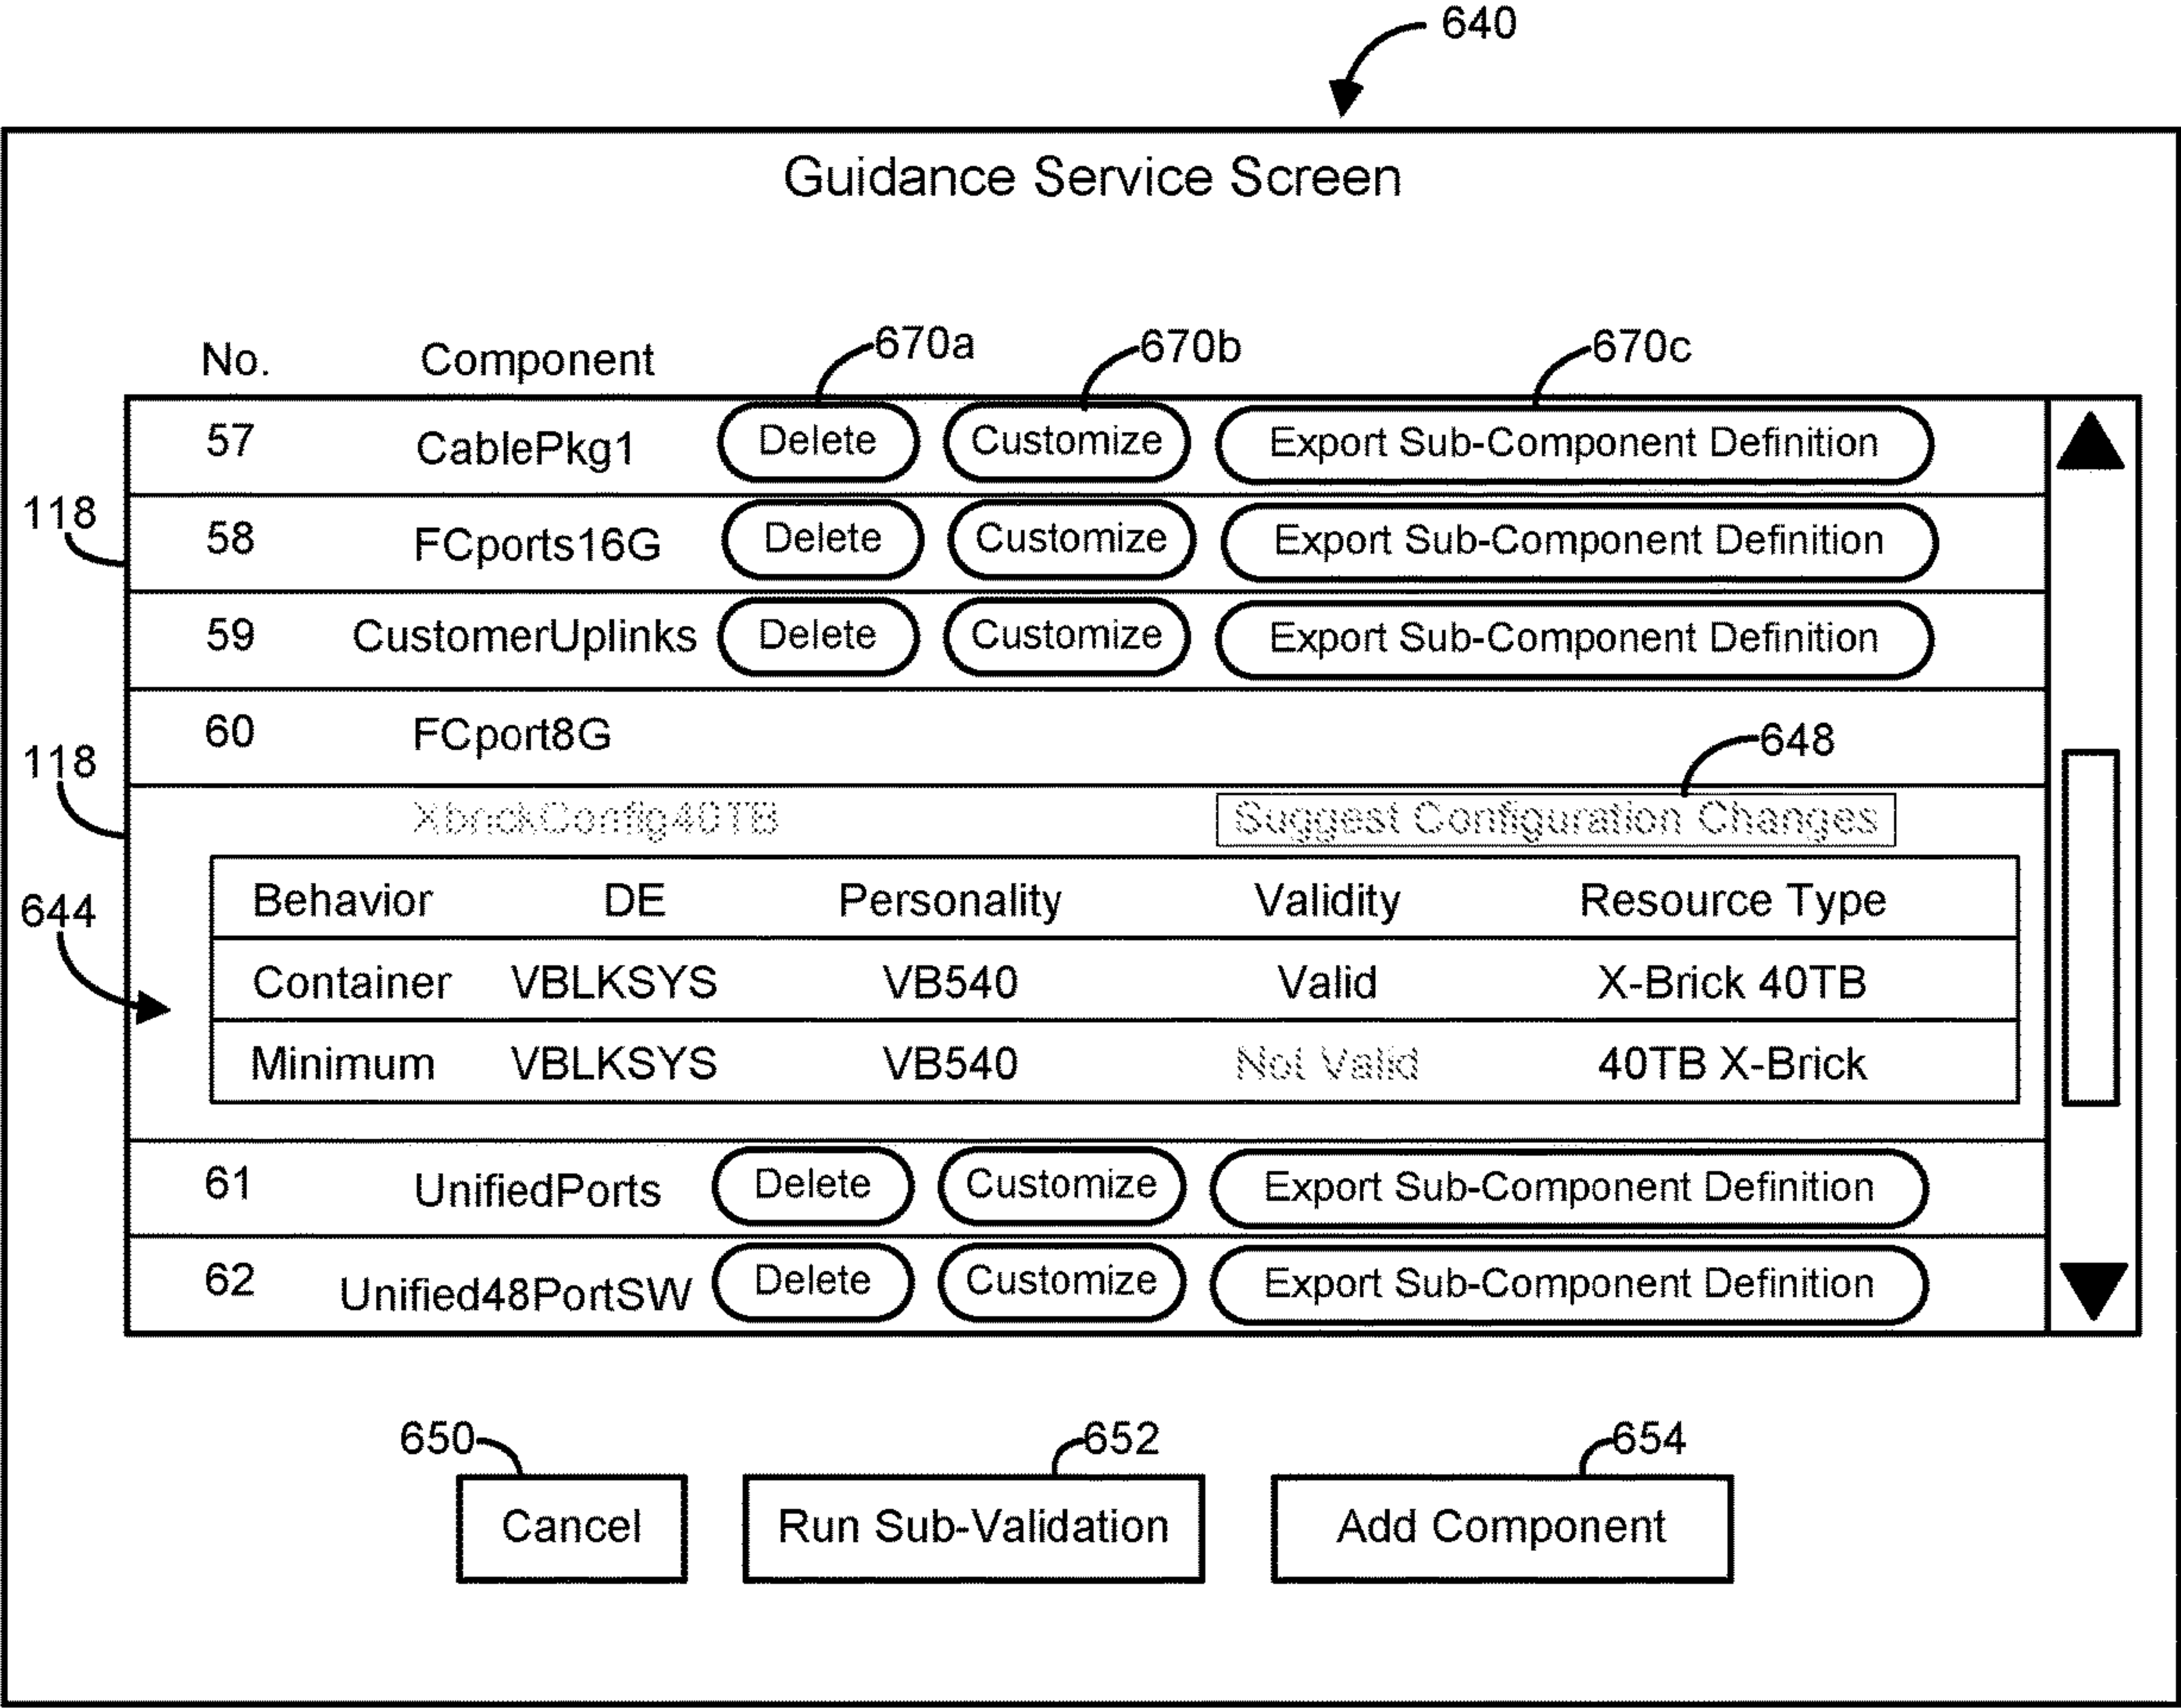 640
Guidance Service Screen
No. Component 670a 670b 670c
57 CablePkg1 Delete Customize Export Sub-Component Definition
118
58 FCports16G Delete Customize Export Sub-Component Definition
59 CustomerUplinks Delete Customize Export Sub-Component Definition
60 FCport8G
648
118
XbrickConfig40TB Suggest Configuration Changes
644
Behavior DE Personality Validity Resource Type
Container VBLKSYS VB540 Valid X-Brick 40TB
Minimum VBLKSYS VB540 Not Valid 40TB X-Brick
61 UnifiedPorts Delete Customize Export Sub-Component Definition
62 Unified48PortSW Delete Customize Export Sub-Component Definition
650 652 654
Cancel Run Sub-Validation Add Component